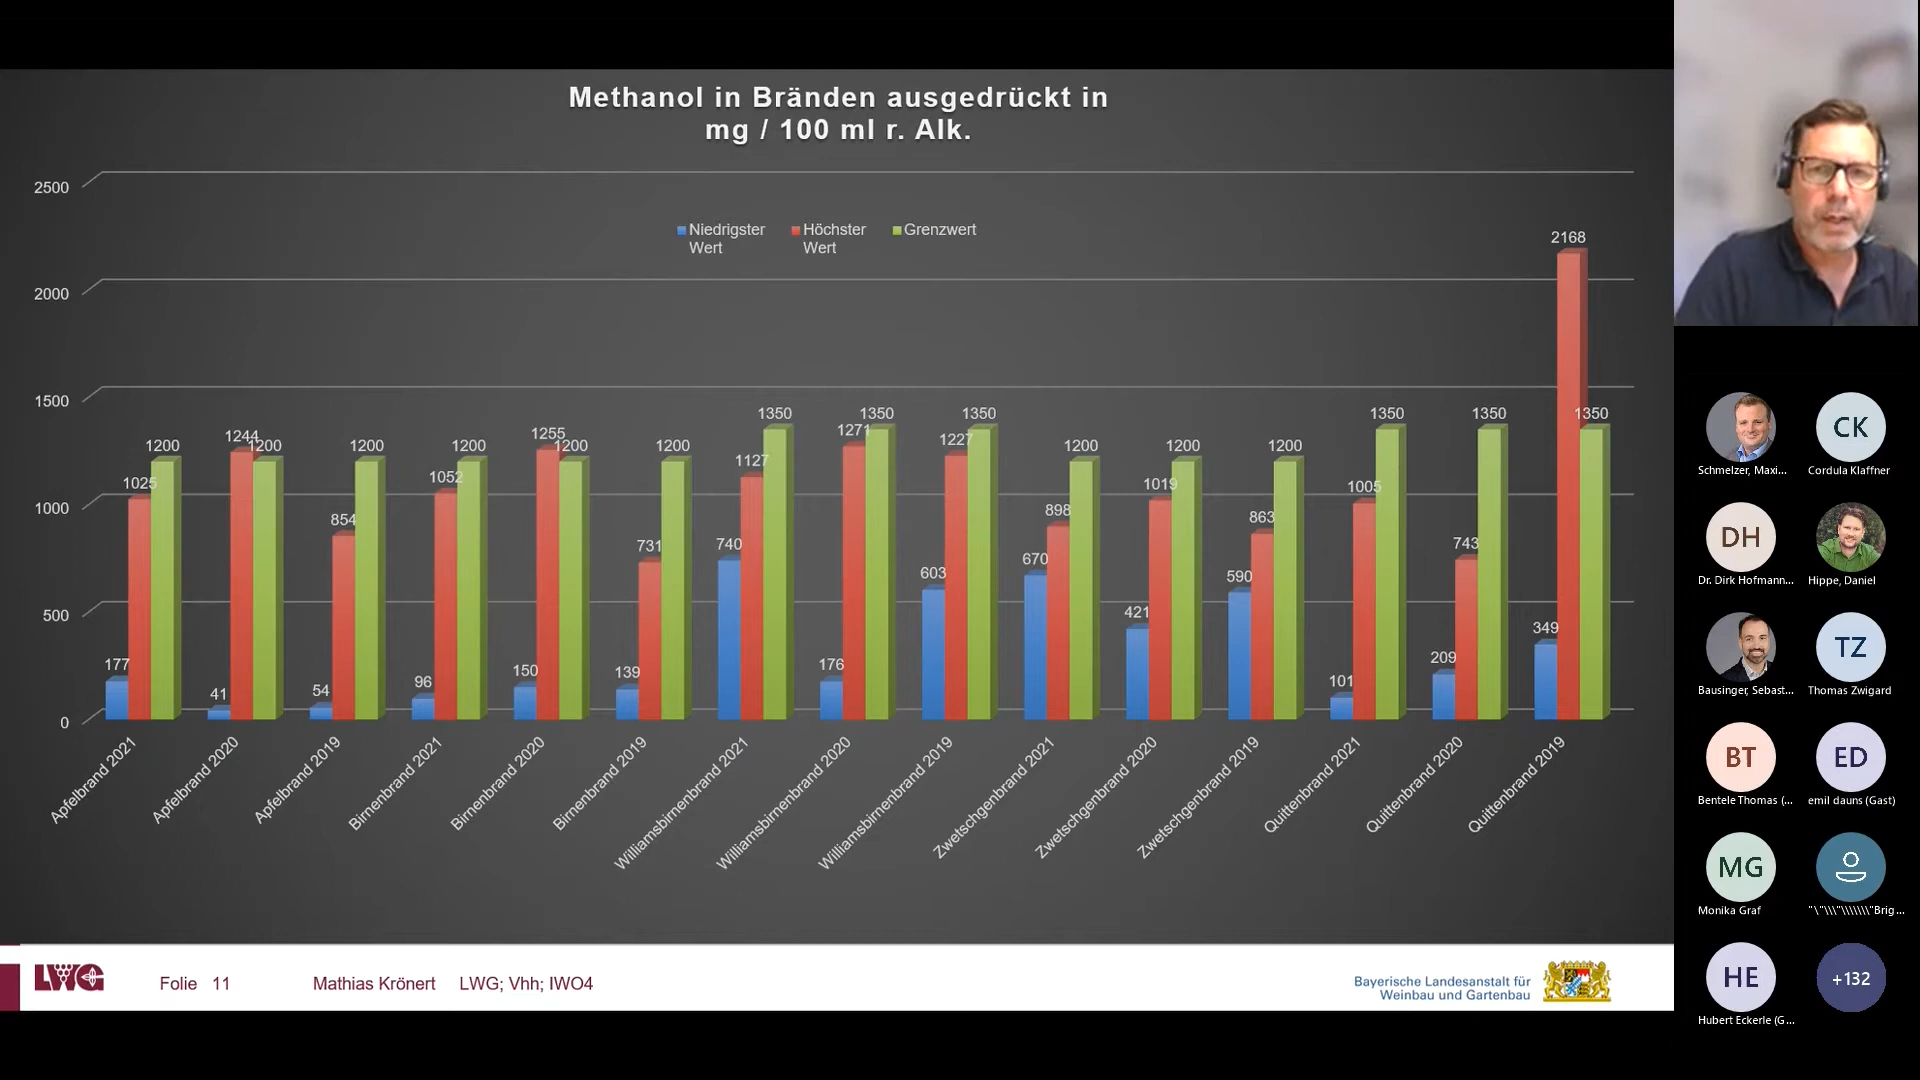 Methanol in Bränden ausgedrückt in
mg / 100 ml r. Alk.
2500
2000
1500
1000
500
0
Niedrigster
Wert
Höchster
Wert
Grenzwert
177
1025
1200
41
1244
1200
54
854
1200
96
1052
1200
150
1255
1200
139
731
1200
740
1127
1350
176
1271
1350
603
1227
1350
670
898
1200
421
1019
1200
590
863
1200
101
1005
1350
209
743
1350
349
2168
1350
Apfelbrand 2021
Apfelbrand 2020
Apfelbrand 2019
Birnenbrand 2021
Birnenbrand 2020
Birnenbrand 2019
Williamsbirnenbrand 2021
Williamsbirnenbrand 2020
Williamsbirnenbrand 2019
Zwetschgenbrand 2021
Zwetschgenbrand 2020
Zwetschgenbrand 2019
Quittenbrand 2021
Quittenbrand 2020
Quittenbrand 2019
LWG
Folie 11
Mathias Krönert LWG; Vhh; IWO4
Bayerische Landesanstalt für
Weinbau und Gartenbau
Schmelzer, Maxi...
CK
Cordula Klaffner
DH
Dr. Dirk Hofmann...
Hippe, Daniel
Bausinger, Sebast...
TZ
Thomas Zwigard
BT
Bentele Thomas (...
ED
emil dauns (Gast)
MG
Monika Graf
"\"\\\"\\\\\\\"Brig...
HE
Hubert Eckerle (G...
+132